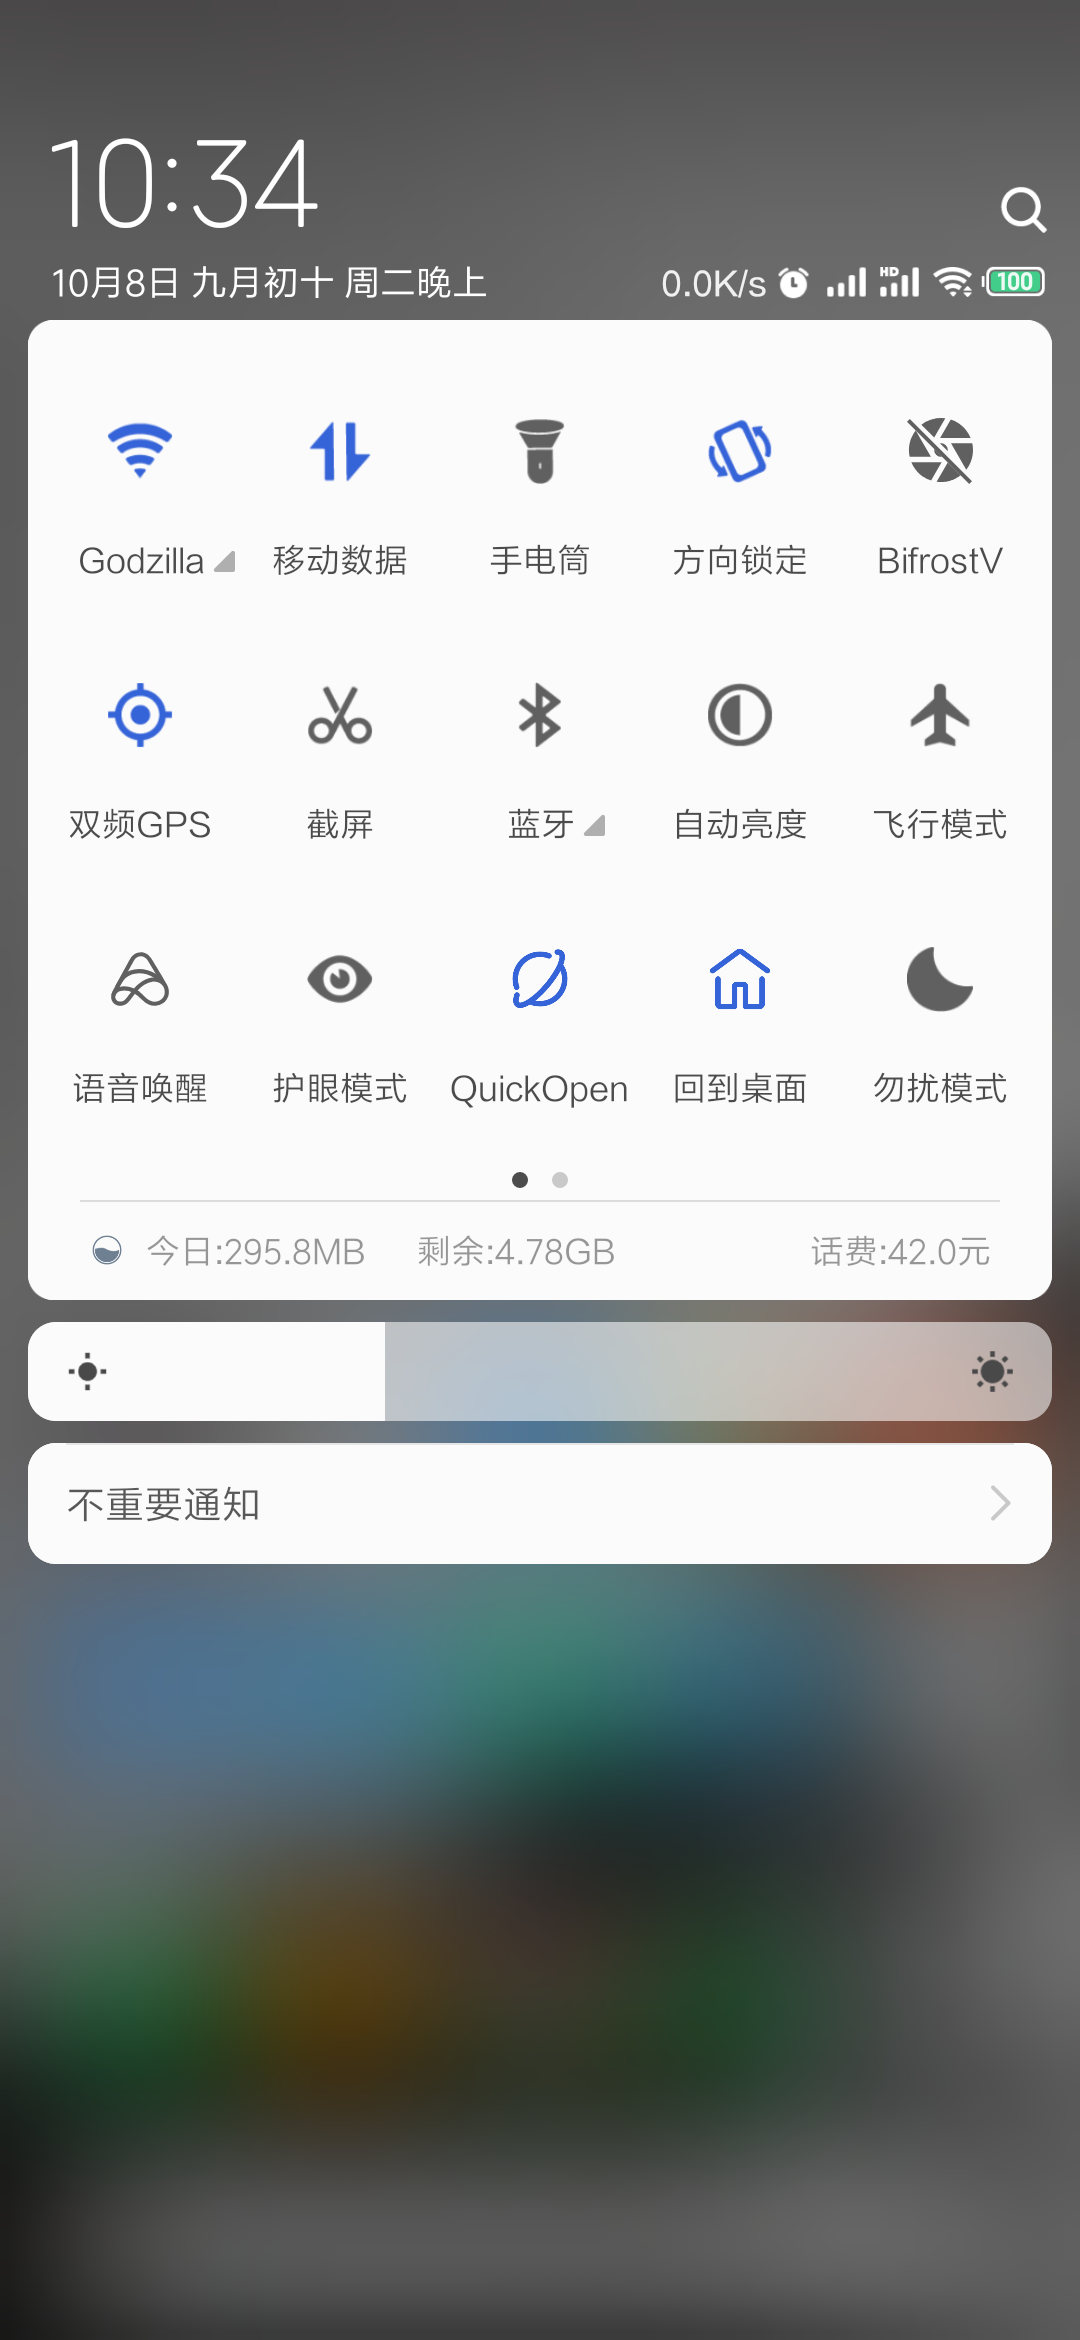 10:34
10月8日 九月初十 周二晚上
0.0K/s HD 100
Godzilla 移动数据 手电筒 方向锁定 BifrostV
双频GPS 截屏 蓝牙 自动亮度 飞行模式
语音唤醒 护眼模式 QuickOpen 回到桌面 勿扰模式
今日:295.8MB 剩余:4.78GB 话费:42.0元
不重要通知